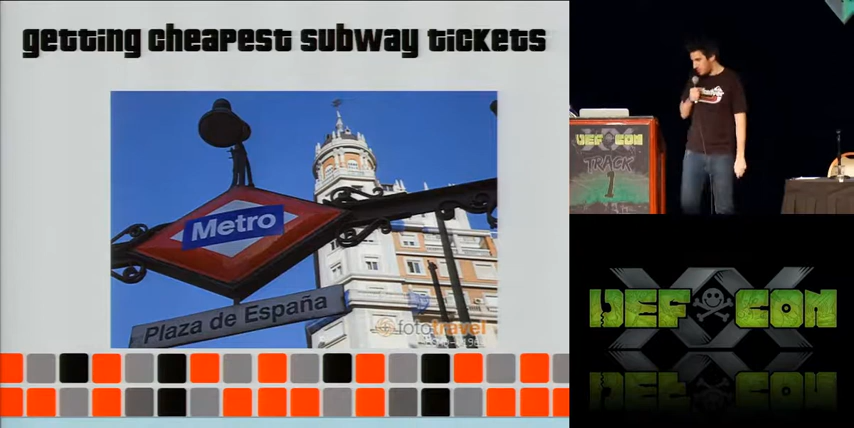 getting cheapest subway tickets
Metro
Plaza de España
fototravel
DEF CON
TRACK
1
DEF CON